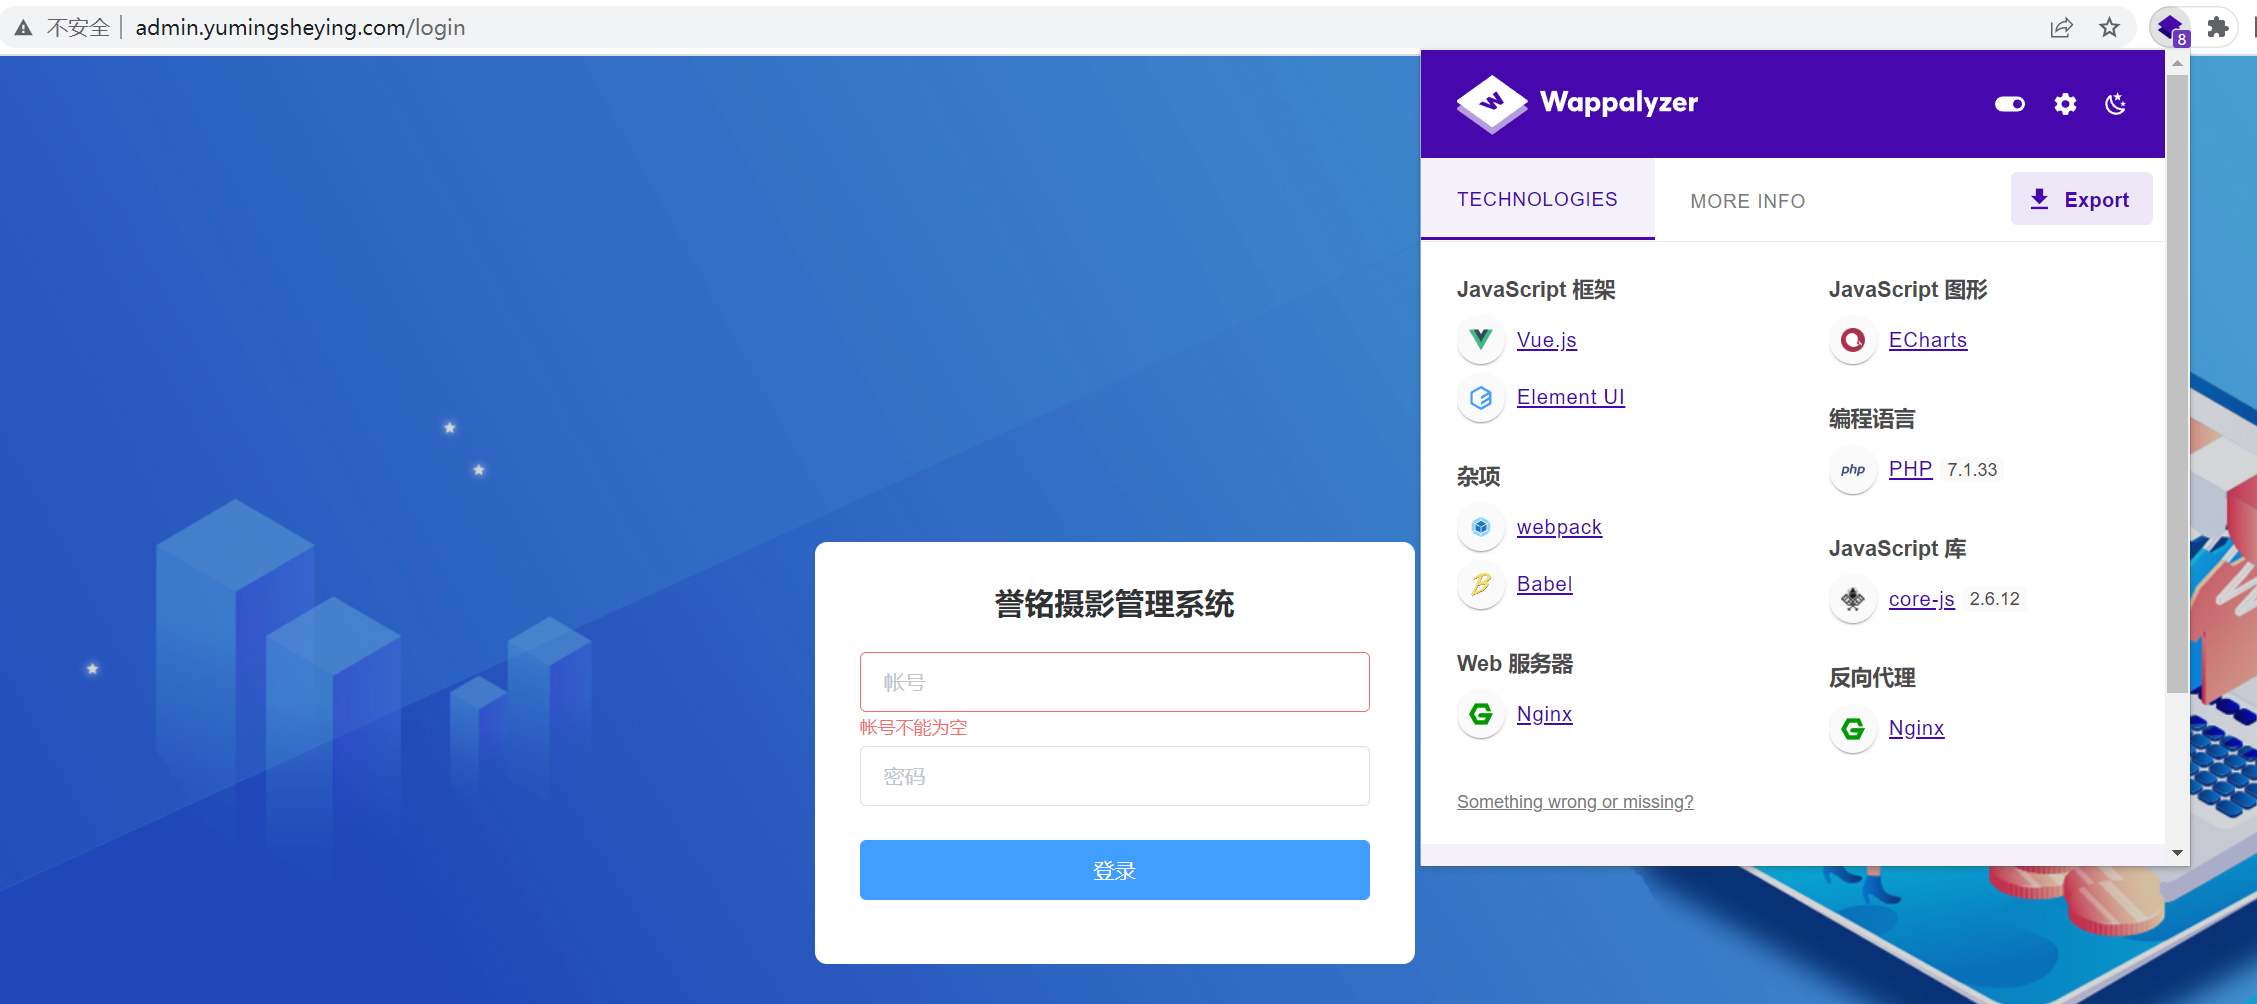 不安全 admin.yumingsheying.com/login
8
Wappalyzer
TECHNOLOGIES
MORE INFO
Export
JavaScript 框架
Vue.js
Element UI
杂项
webpack
Babel
Web 服务器
Nginx
JavaScript 图形
ECharts
编程语言
php PHP 7.1.33
JavaScript 库
core-js 2.6.12
反向代理
Nginx
Something wrong or missing?
誉铭摄影管理系统
帐号
帐号不能为空
密码
登录